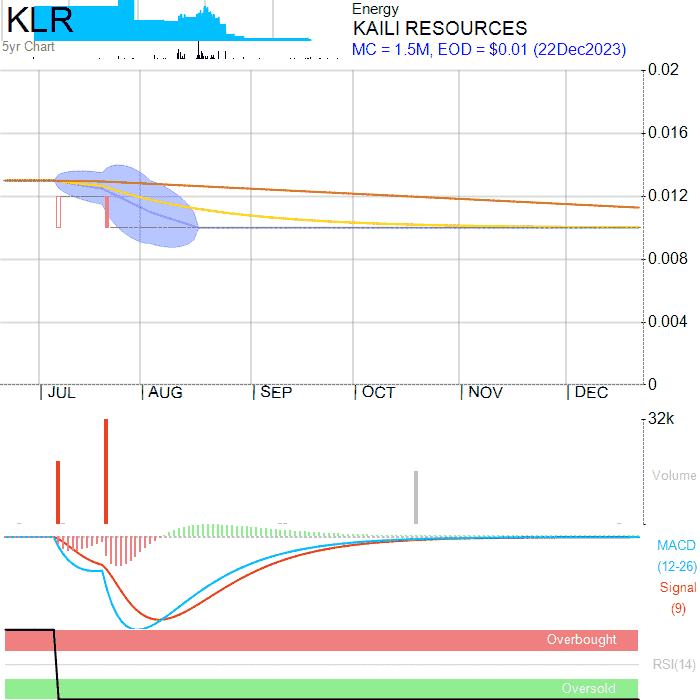 KLR
5yr Chart
Energy
KAILI RESOURCES
MC = 1.5M, EOD = $0.01 (22Dec2023)
0.02
0.016
0.012
0.008
0.004
0
JUL AUG SEP OCT NOV DEC
32k
Volume
MACD
(12-26)
Signal
(9)
Overbought
RSI(14)
Oversold